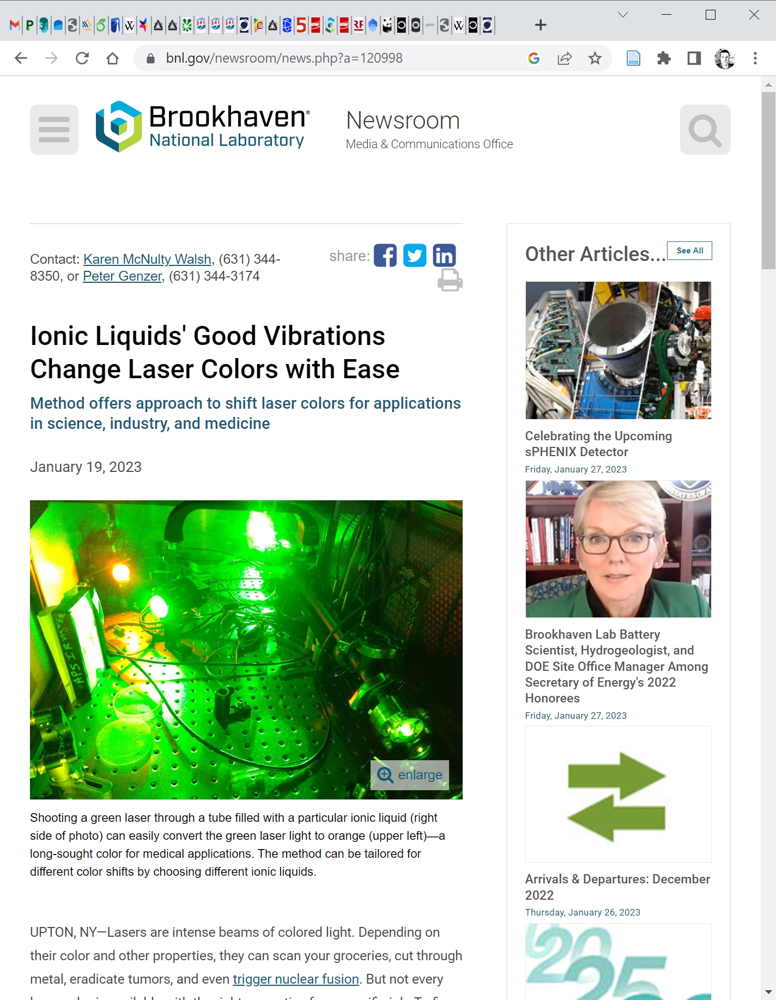 bnl.gov/newsroom/news.php?a=120998
Brookhaven®
National Laboratory
Newsroom
Media & Communications Office
Contact: Karen McNulty Walsh, (631) 344-
8350, or Peter Genzer, (631) 344-3174
share:
Ionic Liquids' Good Vibrations
Change Laser Colors with Ease
Method offers approach to shift laser colors for applications
in science, industry, and medicine
January 19, 2023
enlarge
Shooting a green laser through a tube filled with a particular ionic liquid (right
side of photo) can easily convert the green laser light to orange (upper left)—a
long-sought color for medical applications. The method can be tailored for
different color shifts by choosing different ionic liquids.
UPTON, NY—Lasers are intense beams of colored light. Depending on
their color and other properties, they can scan your groceries, cut through
metal, eradicate tumors, and even trigger nuclear fusion. But not every
Other Articles...
See All
Celebrating the Upcoming
sPHENIX Detector
Friday, January 27, 2023
STATES OF A
Brookhaven Lab Battery
Scientist, Hydrogeologist, and
DOE Site Office Manager Among
Secretary of Energy's 2022
Honorees
Friday, January 27, 2023
Arrivals & Departures: December
2022
Thursday, January 26, 2023